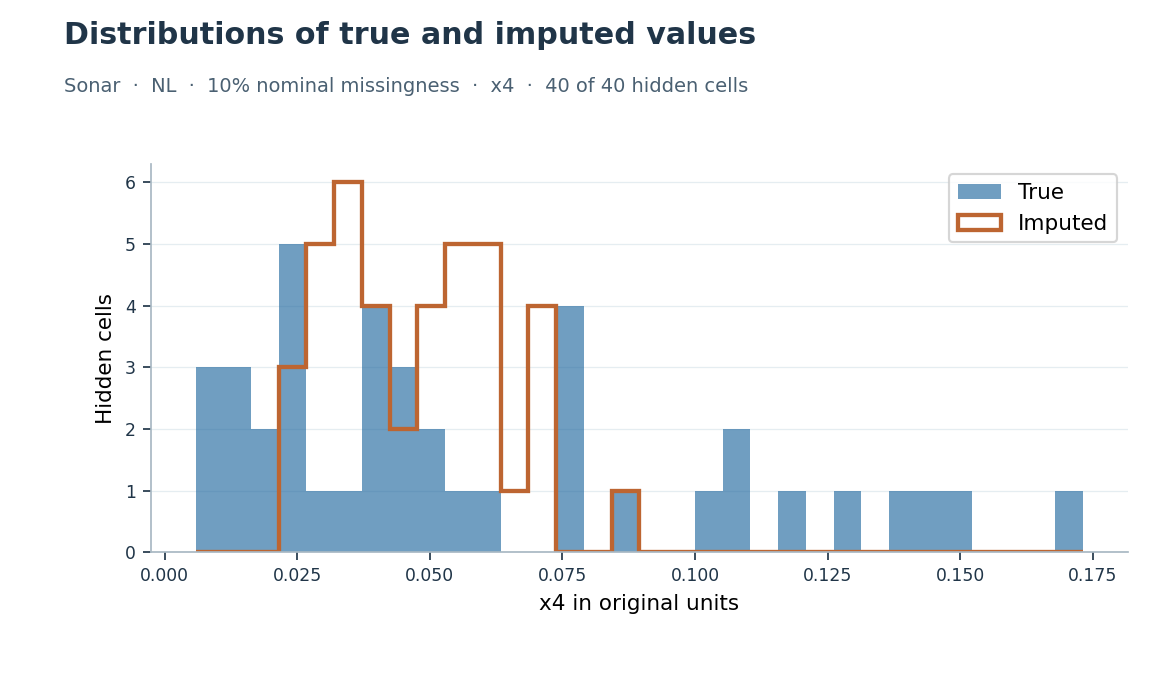 Distributions of true and imputed values
Sonar · NL · 10% nominal missingness · x4 · 40 of 40 hidden cells
True
Imputed
Hidden cells
6
5
4
3
2
1
0
0.000 0.025 0.050 0.075 0.100 0.125 0.150 0.175
x4 in original units